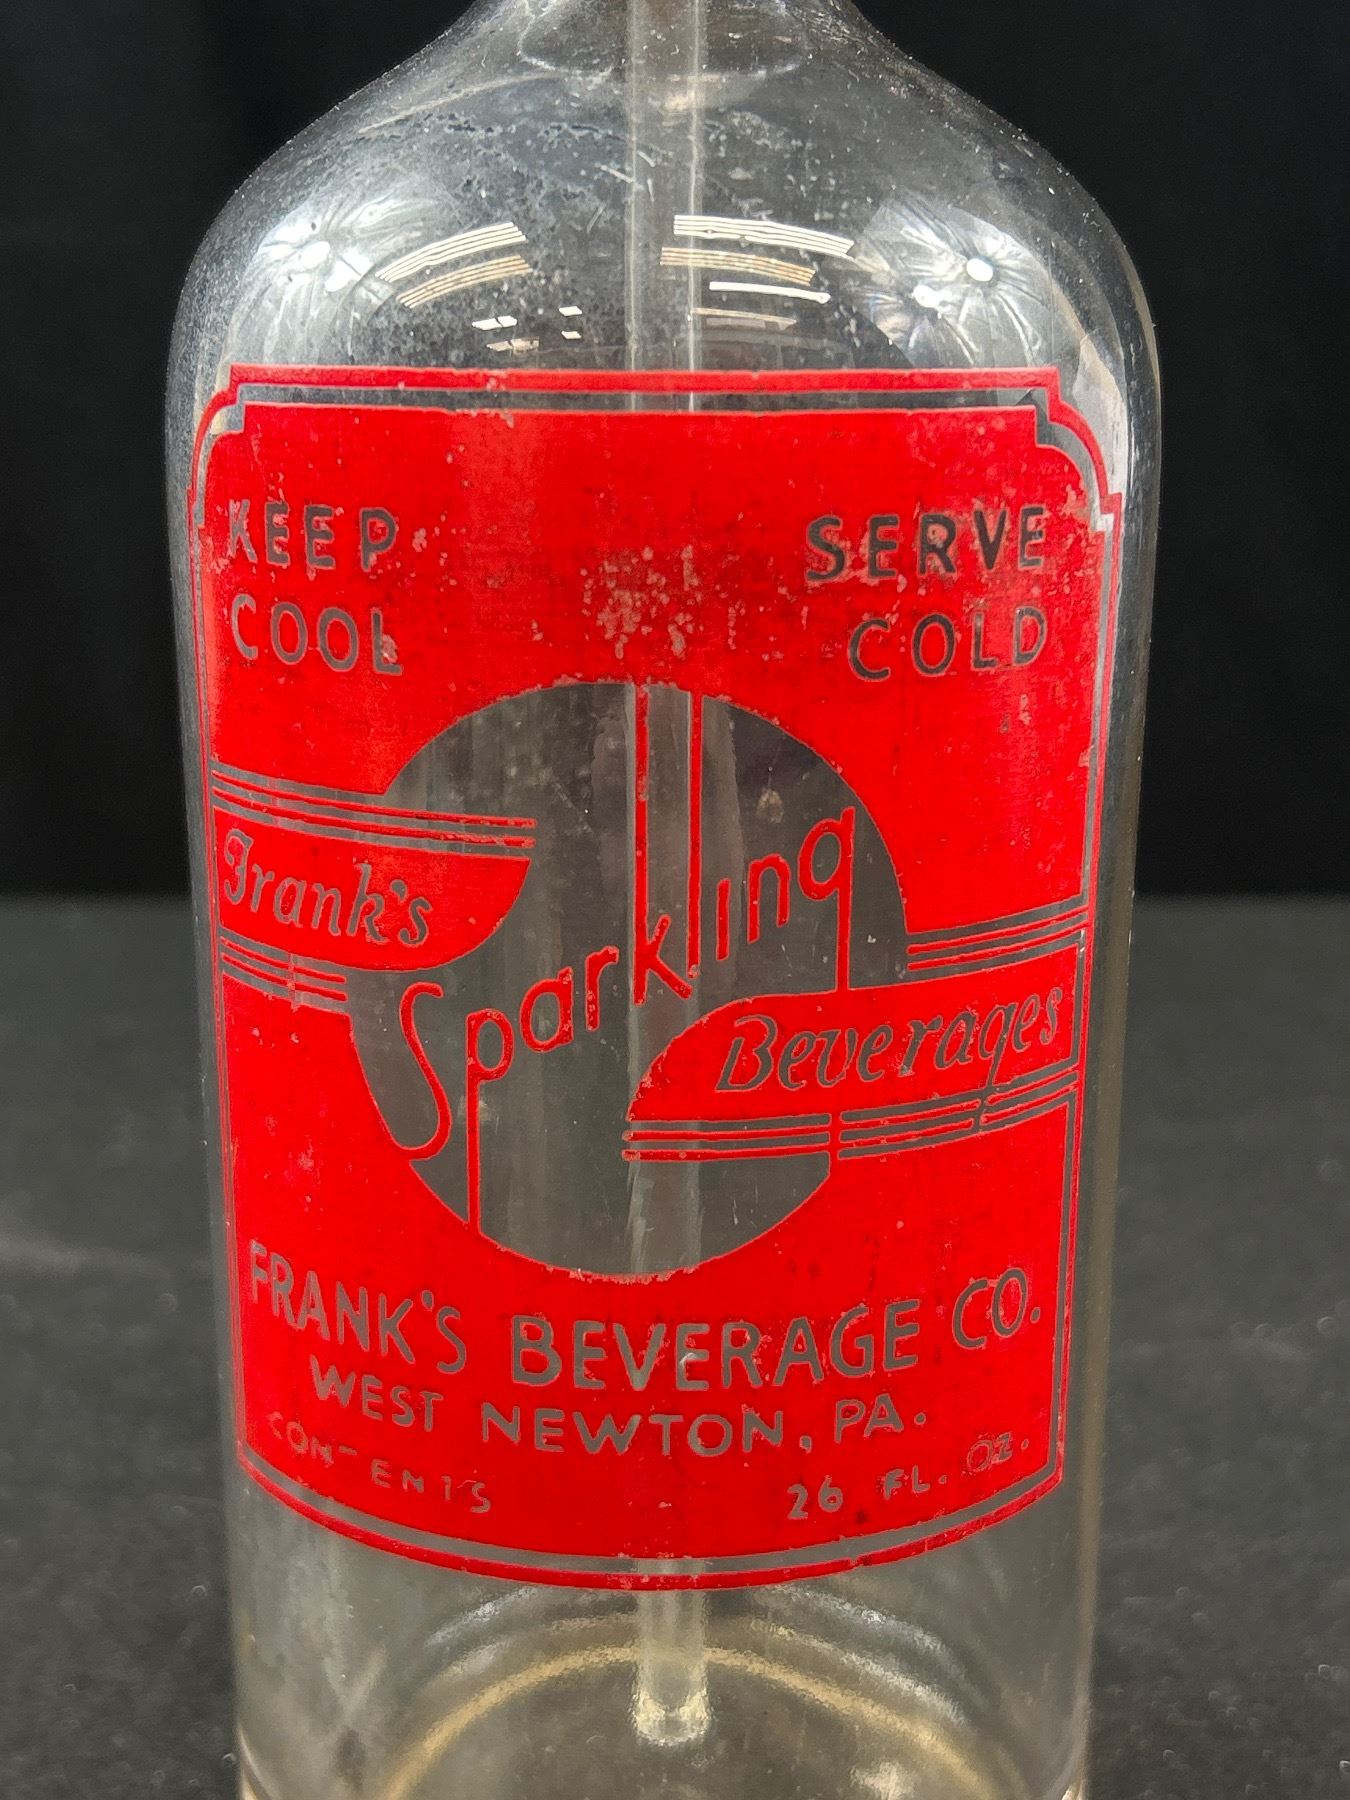 KEEP
COOL
SERVE
COLD
Frank's
Sparkling
Beverages
FRANK'S BEVERAGE CO.
WEST NEWTON, PA.
CONTENTS 26 FL. OZ.